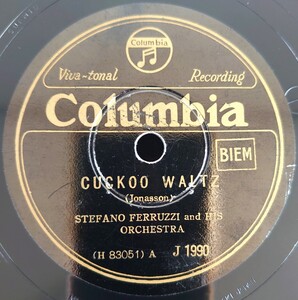 Columbia
Viva-tonal Recording
Columbia
BIEM
CUCKOO WALTZ
(Jonasson)
STEFANO FERRUZZI and HIS
ORCHESTRA
(H 83051) A J 1990